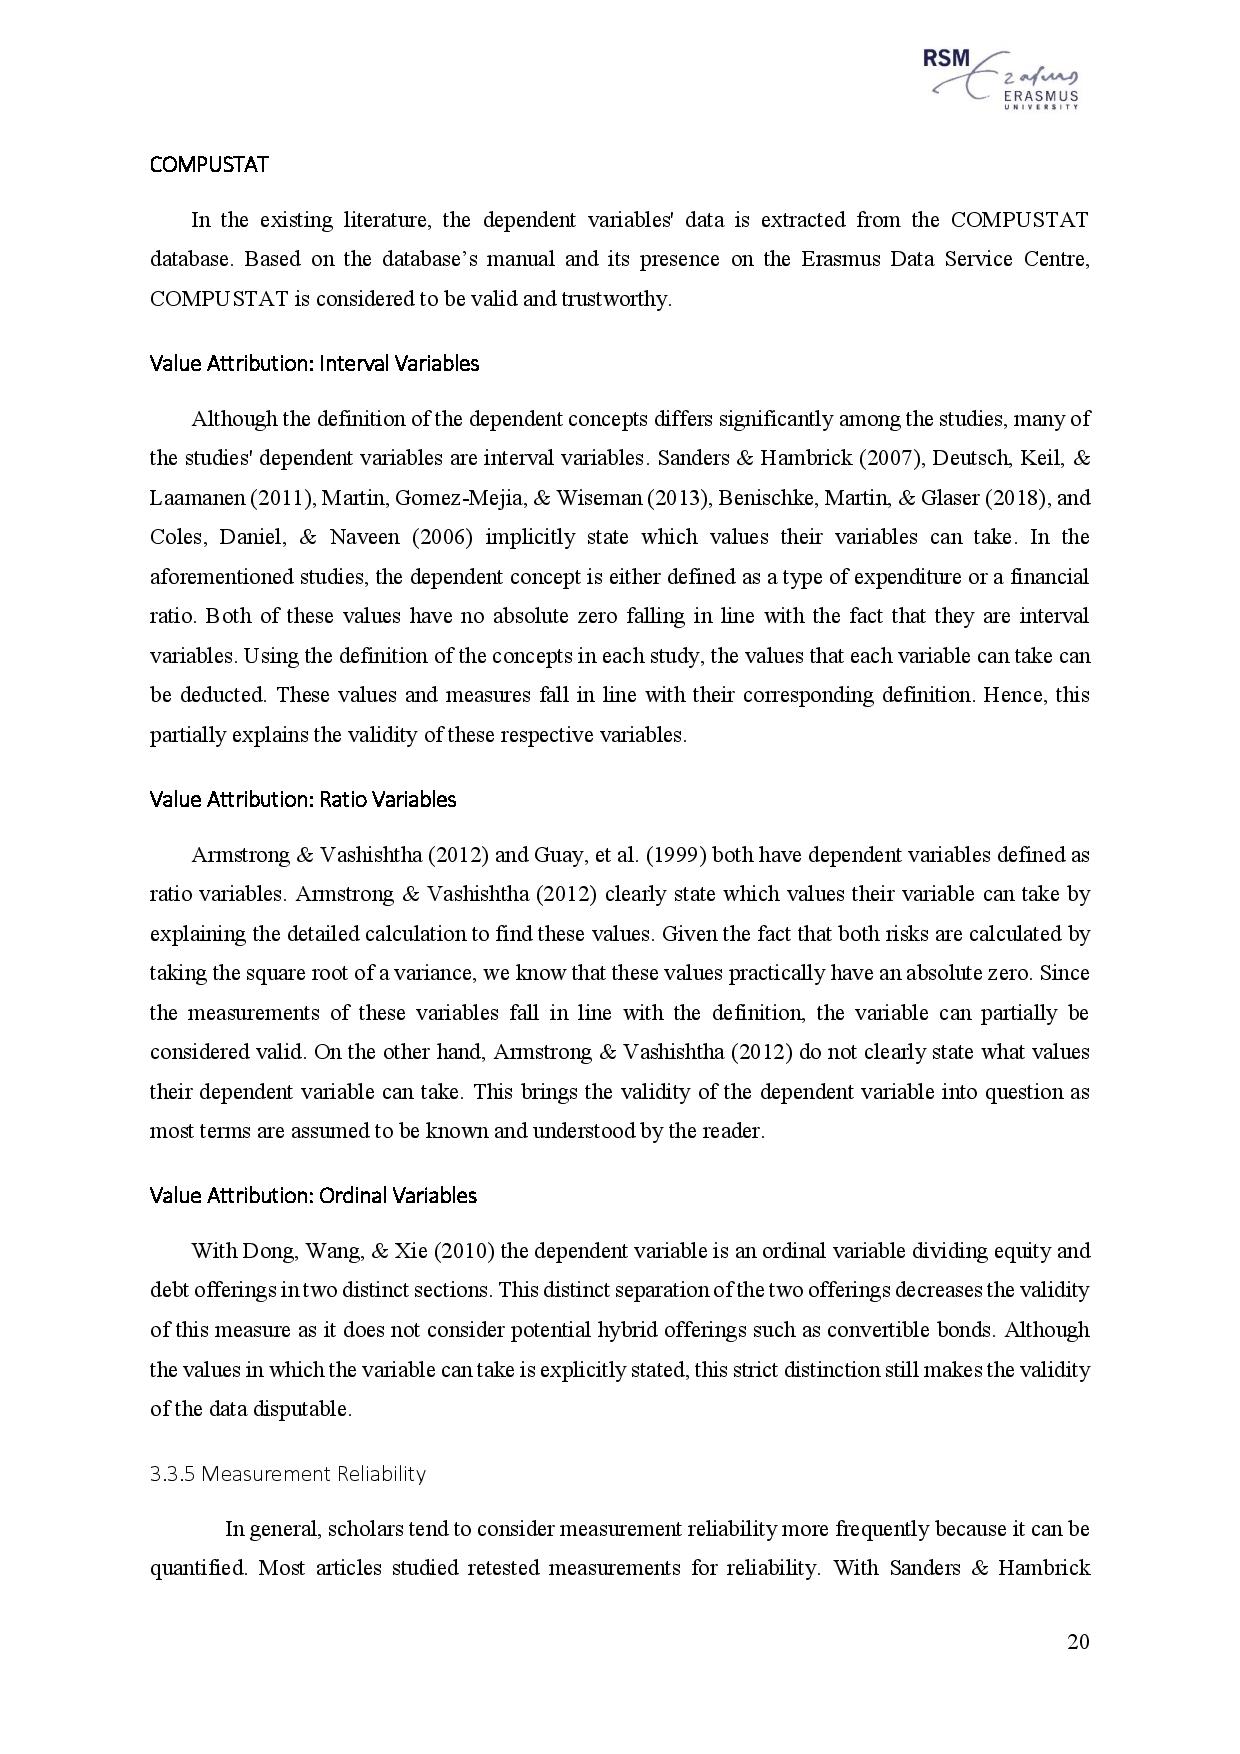 RSM
Erasmus
ERASMUS
UNIVERSITY
COMPUSTAT
In the existing literature, the dependent variables' data is extracted from the COMPUSTAT
database. Based on the database’s manual and its presence on the Erasmus Data Service Centre,
COMPUSTAT is considered to be valid and trustworthy.
Value Attribution: Interval Variables
Although the definition of the dependent concepts differs significantly among the studies, many of
the studies' dependent variables are interval variables. Sanders & Hambrick (2007), Deutsch, Keil, &
Laamanen (2011), Martin, Gomez-Mejia, & Wiseman (2013), Benischke, Martin, & Glaser (2018), and
Coles, Daniel, & Naveen (2006) implicitly state which values their variables can take. In the
aforementioned studies, the dependent concept is either defined as a type of expenditure or a financial
ratio. Both of these values have no absolute zero falling in line with the fact that they are interval
variables. Using the definition of the concepts in each study, the values that each variable can take can
be deducted. These values and measures fall in line with their corresponding definition. Hence, this
partially explains the validity of these respective variables.
Value Attribution: Ratio Variables
Armstrong & Vashishtha (2012) and Guay, et al. (1999) both have dependent variables defined as
ratio variables. Armstrong & Vashishtha (2012) clearly state which values their variable can take by
explaining the detailed calculation to find these values. Given the fact that both risks are calculated by
taking the square root of a variance, we know that these values practically have an absolute zero. Since
the measurements of these variables fall in line with the definition, the variable can partially be
considered valid. On the other hand, Armstrong & Vashishtha (2012) do not clearly state what values
their dependent variable can take. This brings the validity of the dependent variable into question as
most terms are assumed to be known and understood by the reader.
Value Attribution: Ordinal Variables
With Dong, Wang, & Xie (2010) the dependent variable is an ordinal variable dividing equity and
debt offerings in two distinct sections. This distinct separation of the two offerings decreases the validity
of this measure as it does not consider potential hybrid offerings such as convertible bonds. Although
the values in which the variable can take is explicitly stated, this strict distinction still makes the validity
of the data disputable.
3.3.5 Measurement Reliability
In general, scholars tend to consider measurement reliability more frequently because it can be
quantified. Most articles studied retested measurements for reliability. With Sanders & Hambrick
20